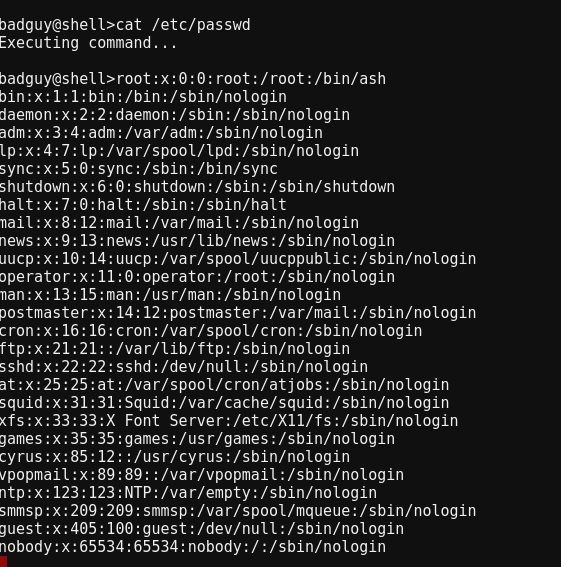 badguy@shell>cat /etc/passwd
Executing command...
badguy@shell>root:x:0:0:root:/root:/bin/ash
bin:x:1:1:bin:/bin:/sbin/nologin
daemon:x:2:2:daemon:/sbin:/sbin/nologin
adm:x:3:4:adm:/var/adm:/sbin/nologin
lp:x:4:7:lp:/var/spool/lpd:/sbin/nologin
sync:x:5:0:sync:/sbin:/bin/sync
shutdown:x:6:0:shutdown:/sbin:/sbin/shutdown
halt:x:7:0:halt:/sbin:/sbin/halt
mail:x:8:12:mail:/var/mail:/sbin/nologin
news:x:9:13:news:/usr/lib/news:/sbin/nologin
uucp:x:10:14:uucp:/var/spool/uucppublic:/sbin/nologin
operator:x:11:0:operator:/root:/sbin/nologin
man:x:13:15:man:/usr/man:/sbin/nologin
postmaster:x:14:12:postmaster:/var/mail:/sbin/nologin
cron:x:16:16:cron:/var/spool/cron:/sbin/nologin
ftp:x:21:21::/var/lib/ftp:/sbin/nologin
sshd:x:22:22:sshd:/dev/null:/sbin/nologin
at:x:25:25:at:/var/spool/cron/atjobs:/sbin/nologin
squid:x:31:31:Squid:/var/cache/squid:/sbin/nologin
xfs:x:33:33:X Font Server:/etc/X11/fs:/sbin/nologin
games:x:35:35:games:/usr/games:/sbin/nologin
cyrus:x:85:12::/usr/cyrus:/sbin/nologin
vpopmail:x:89:89::/var/vpopmail:/sbin/nologin
ntp:x:123:123:NTP:/var/empty:/sbin/nologin
smmsp:x:209:209:smmsp:/var/spool/mqueue:/sbin/nologin
guest:x:405:100:guest:/dev/null:/sbin/nologin
nobody:x:65534:65534:nobody:/:/sbin/nologin